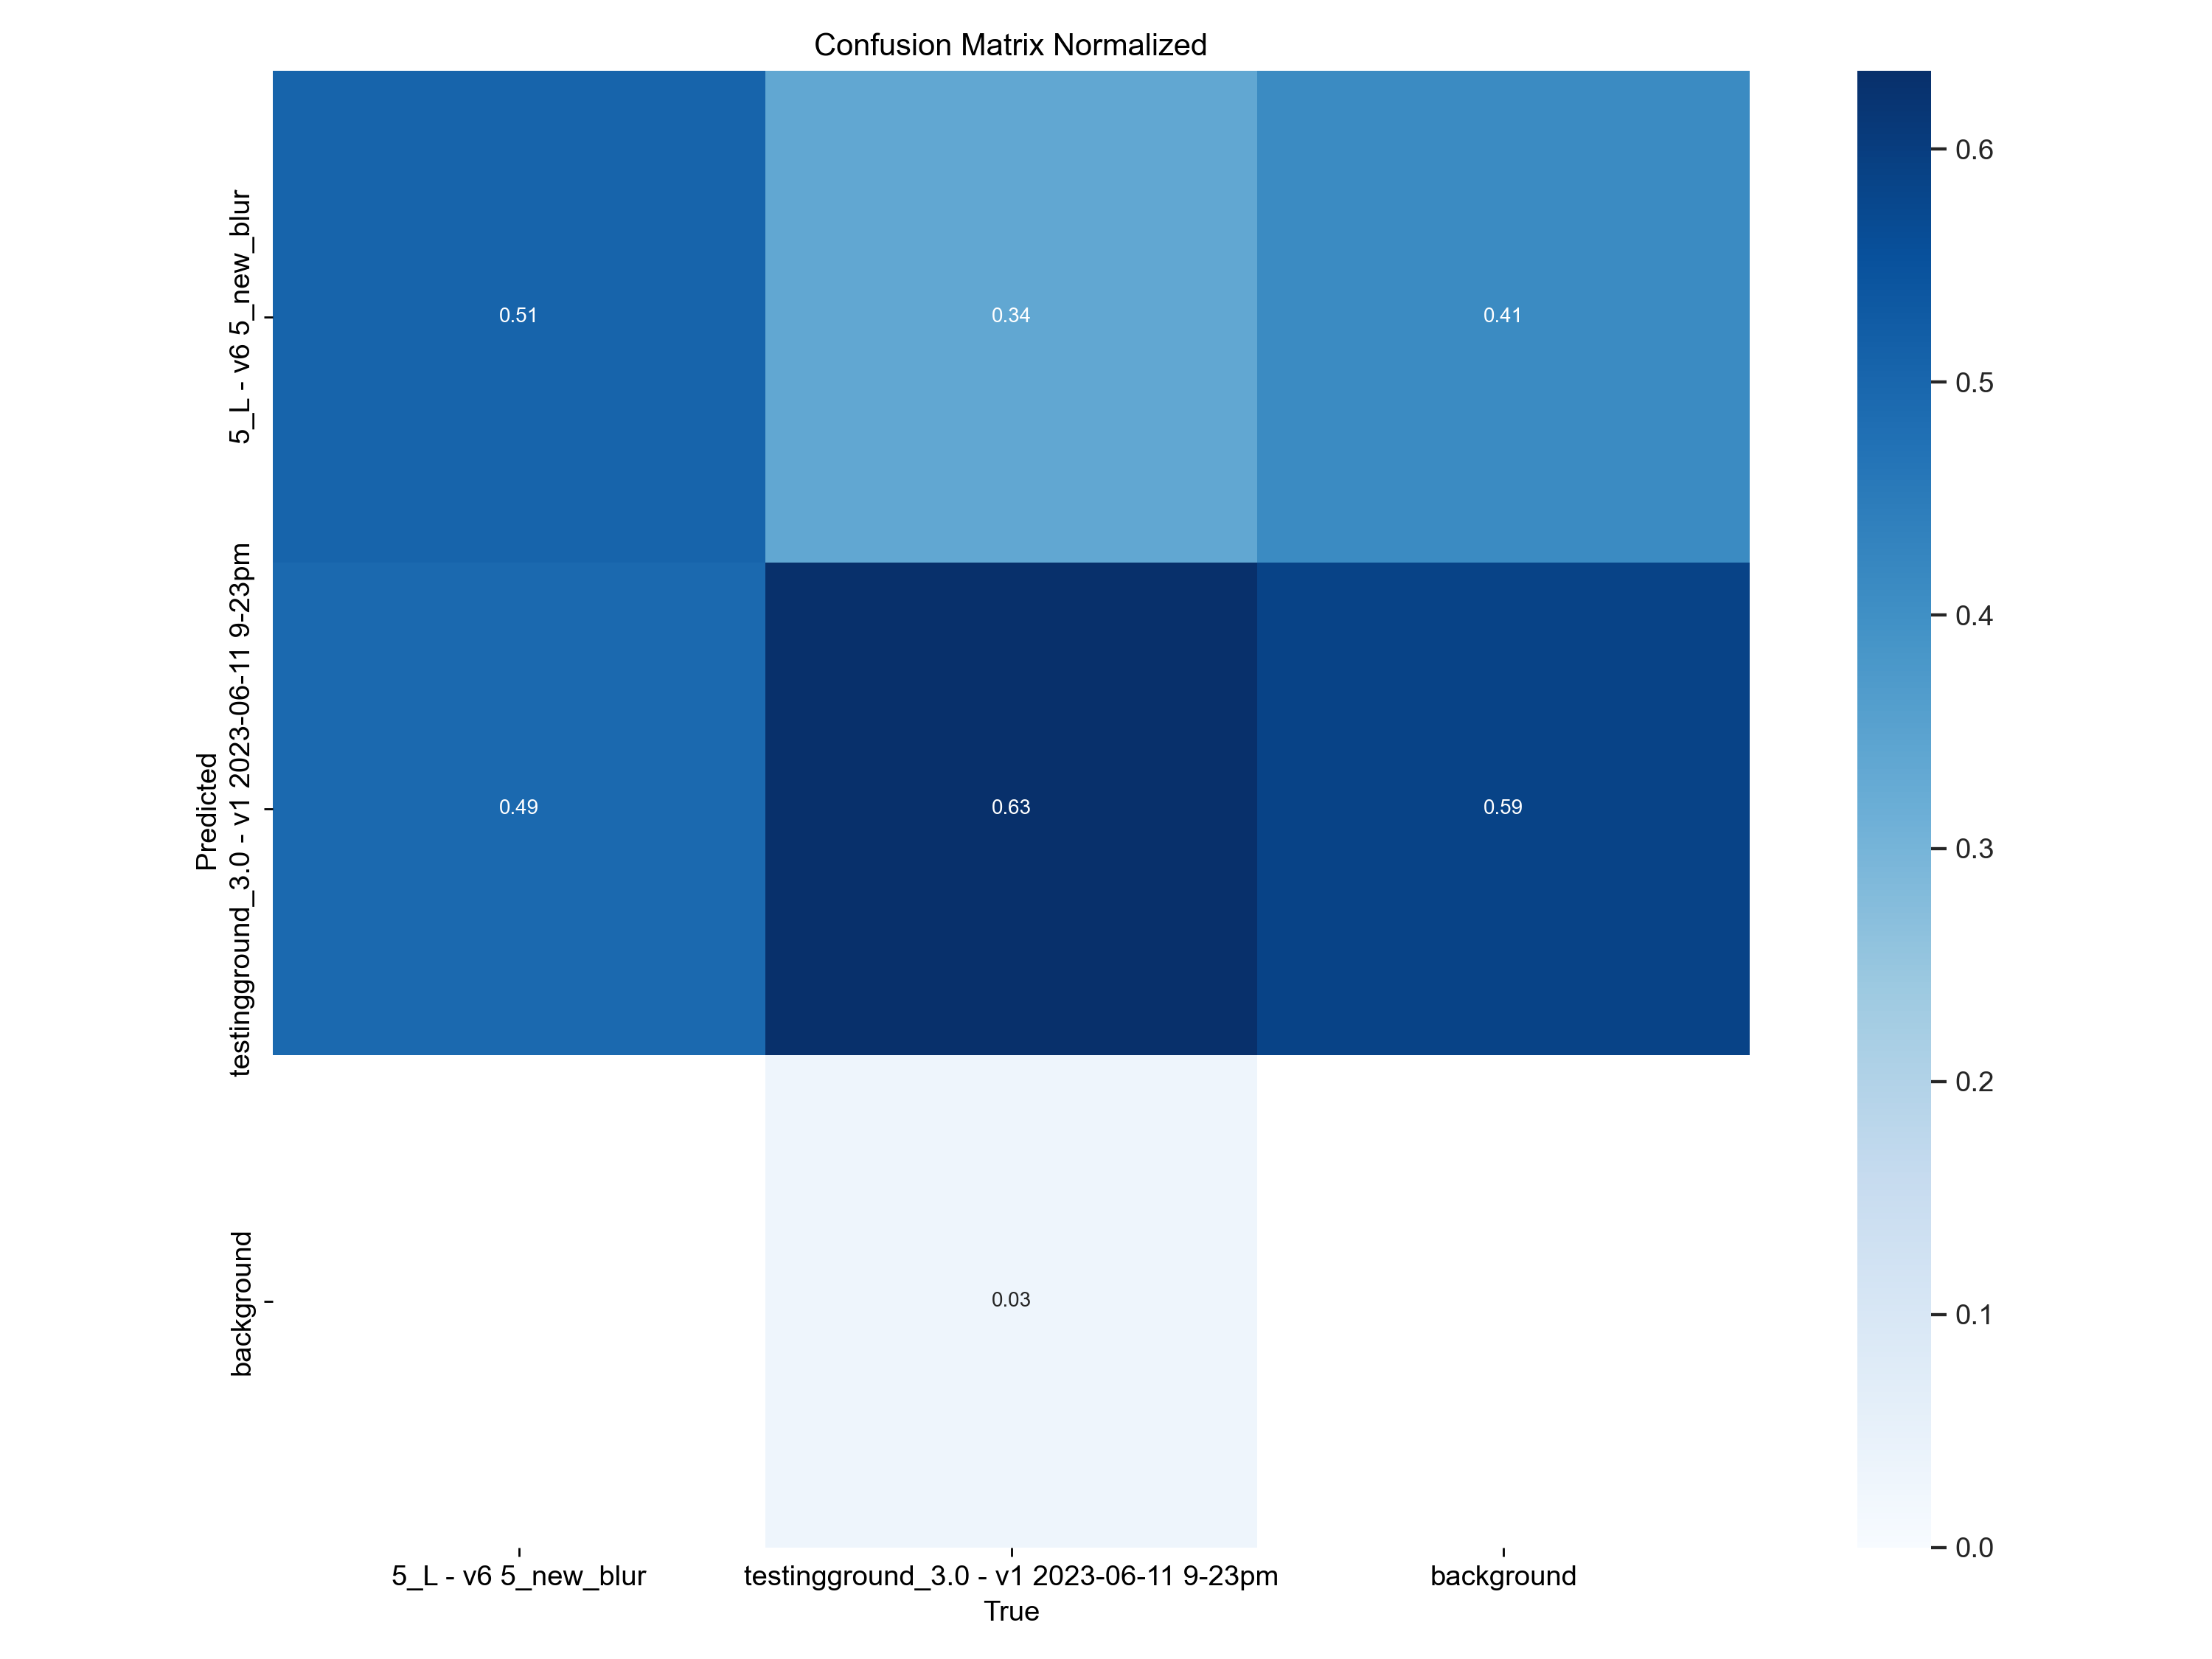 Confusion Matrix Normalized
Predicted
5_L - v6 5_new_blur
testingground_3.0 - v1 2023-06-11 9-23pm
background
0.51 0.34 0.41
0.49 0.63 0.59
0.03
5_L - v6 5_new_blur testingground_3.0 - v1 2023-06-11 9-23pm background
True
0.6
0.5
0.4
0.3
0.2
0.1
0.0